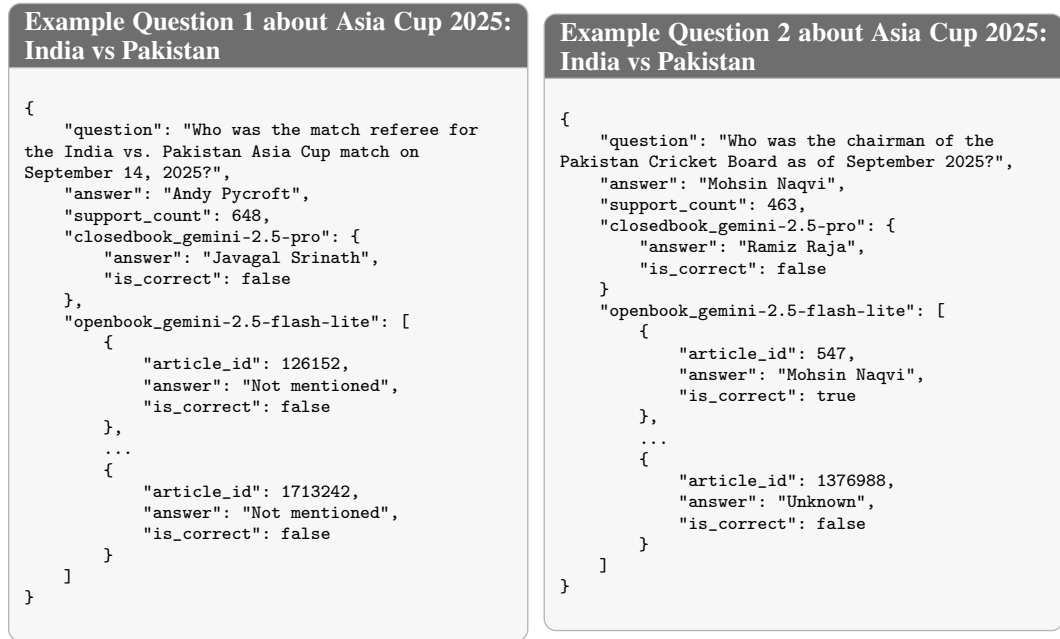 Example Question 1 about Asia Cup 2025:
India vs Pakistan
{
    "question": "Who was the match referee for
the India vs. Pakistan Asia Cup match on
September 14, 2025?",
    "answer": "Andy Pycroft",
    "support_count": 648,
    "closedbook_gemini-2.5-pro": {
        "answer": "Javagal Srinath",
        "is_correct": false
    },
    "openbook_gemini-2.5-flash-lite": [
        {
            "article_id": 126152,
            "answer": "Not mentioned",
            "is_correct": false
        },
        ...
        {
            "article_id": 1713242,
            "answer": "Not mentioned",
            "is_correct": false
        }
    ]
}
Example Question 2 about Asia Cup 2025:
India vs Pakistan
{
    "question": "Who was the chairman of the
Pakistan Cricket Board as of September 2025?",
    "answer": "Mohsin Naqvi",
    "support_count": 463,
    "closedbook_gemini-2.5-pro": {
        "answer": "Ramiz Raja",
        "is_correct": false
    }
    "openbook_gemini-2.5-flash-lite": [
        {
            "article_id": 547,
            "answer": "Mohsin Naqvi",
            "is_correct": true
        },
        ...
        {
            "article_id": 1376988,
            "answer": "Unknown",
            "is_correct": false
        }
    ]
}